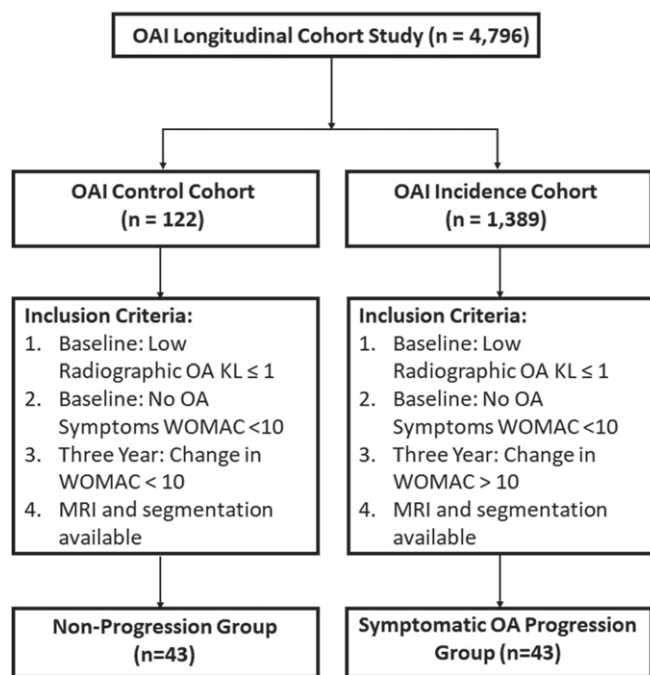 OAI Longitudinal Cohort Study (n = 4,796)
OAI Control Cohort
(n = 122)
OAI Incidence Cohort
(n = 1,389)
Inclusion Criteria:
1. Baseline: Low
Radiographic OA KL ≤ 1
2. Baseline: No OA
Symptoms WOMAC <10
3. Three Year: Change in
WOMAC < 10
4. MRI and segmentation
available
Inclusion Criteria:
1. Baseline: Low
Radiographic OA KL ≤ 1
2. Baseline: No OA
Symptoms WOMAC <10
3. Three Year: Change in
WOMAC > 10
4. MRI and segmentation
available
Non-Progression Group
(n=43)
Symptomatic OA Progression
Group (n=43)